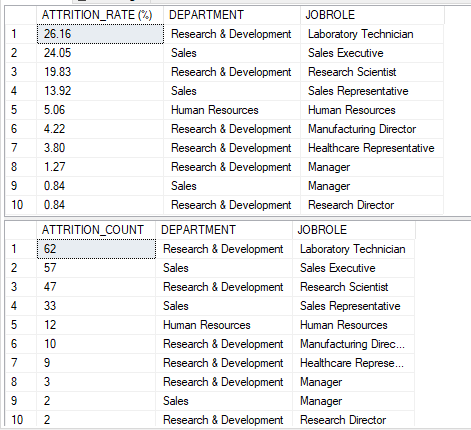 ATTRITION_RATE (%) DEPARTMENT JOBROLE
1 26.16 Research & Development Laboratory Technician
2 24.05 Sales Sales Executive
3 19.83 Research & Development Research Scientist
4 13.92 Sales Sales Representative
5 5.06 Human Resources Human Resources
6 4.22 Research & Development Manufacturing Director
7 3.80 Research & Development Healthcare Representative
8 1.27 Research & Development Manager
9 0.84 Sales Manager
10 0.84 Research & Development Research Director
ATTRITION_COUNT DEPARTMENT JOBROLE
1 62 Research & Development Laboratory Technician
2 57 Sales Sales Executive
3 47 Research & Development Research Scientist
4 33 Sales Sales Representative
5 12 Human Resources Human Resources
6 10 Research & Development Manufacturing Direc...
7 9 Research & Development Healthcare Represe...
8 3 Research & Development Manager
9 2 Sales Manager
10 2 Research & Development Research Director